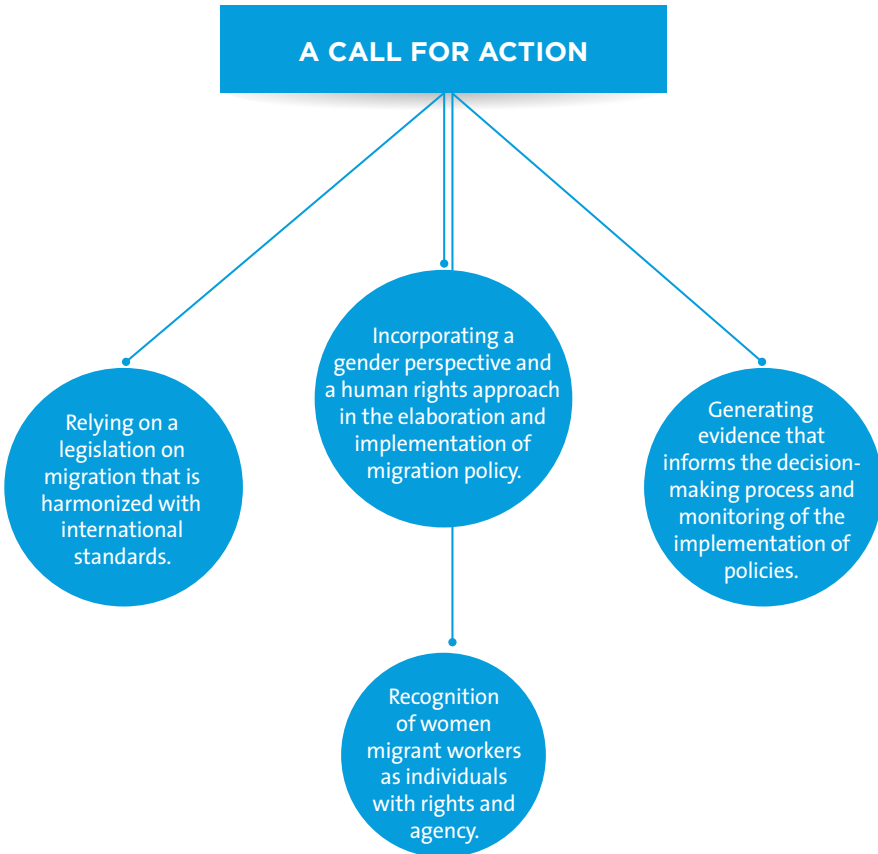 A CALL FOR ACTION
Relying on a
legislation on
migration that is
harmonized with
international
standards.
Incorporating a
gender perspective and
a human rights approach
in the elaboration and
implementation of
migration policy.
Generating
evidence that
informs the decision-
making process and
monitoring of the
implementation of
policies.
Recognition
of women
migrant workers
as individuals
with rights and
agency.